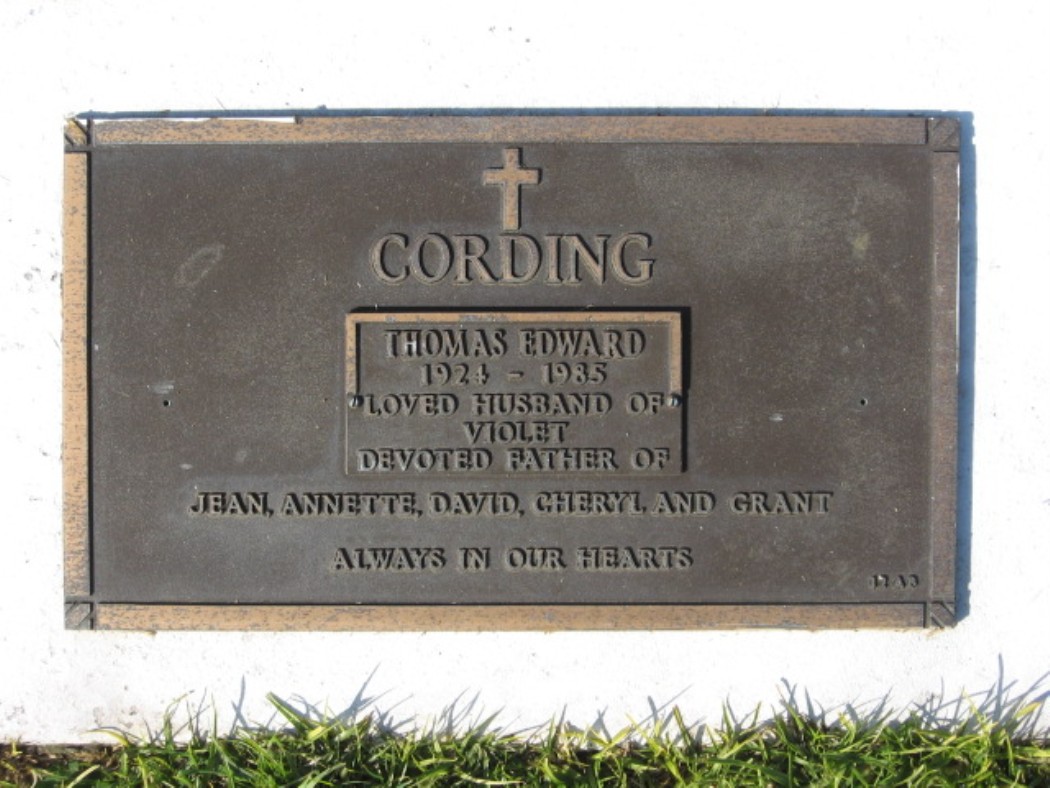 CORDING
THOMAS EDWARD
1924 - 1985
LOVED HUSBAND OF
VIOLET
DEVOTED FATHER OF
JEAN, ANNETTE, DAVID, CHERYL AND GRANT
ALWAYS IN OUR HEARTS